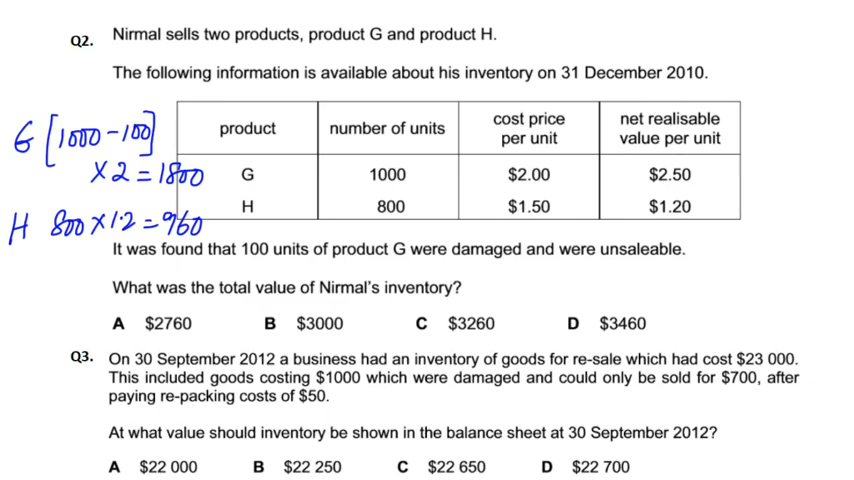 Q2. Nirmal sells two products, product G and product H.
The following information is available about his inventory on 31 December 2010.
G [1000-100]
× 2 = 1800
H 800 × 1.2 = 960
product number of units cost price per unit net realisable value per unit
G 1000 $2.00 $2.50
H 800 $1.50 $1.20
It was found that 100 units of product G were damaged and were unsaleable.
What was the total value of Nirmal's inventory?
A $2760 B $3000 C $3260 D $3460
Q3. On 30 September 2012 a business had an inventory of goods for re-sale which had cost $23 000.
This included goods costing $1000 which were damaged and could only be sold for $700, after
paying re-packing costs of $50.
At what value should inventory be shown in the balance sheet at 30 September 2012?
A $22 000 B $22 250 C $22 650 D $22 700